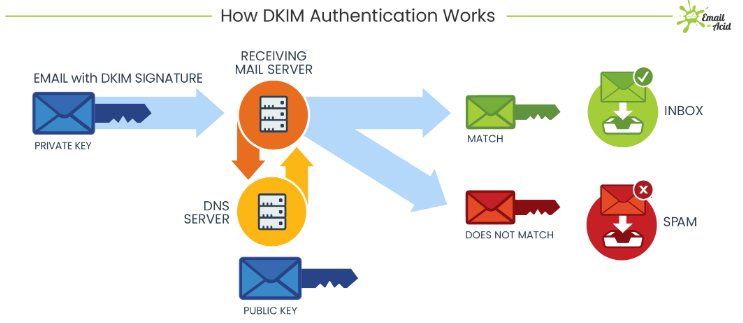 How DKIM Authentication Works
Email
on
Acid
RECEIVING
MAIL SERVER
EMAIL with DKIM SIGNATURE
PRIVATE KEY
MATCH
INBOX
DNS
SERVER
DOES NOT MATCH
SPAM
PUBLIC KEY